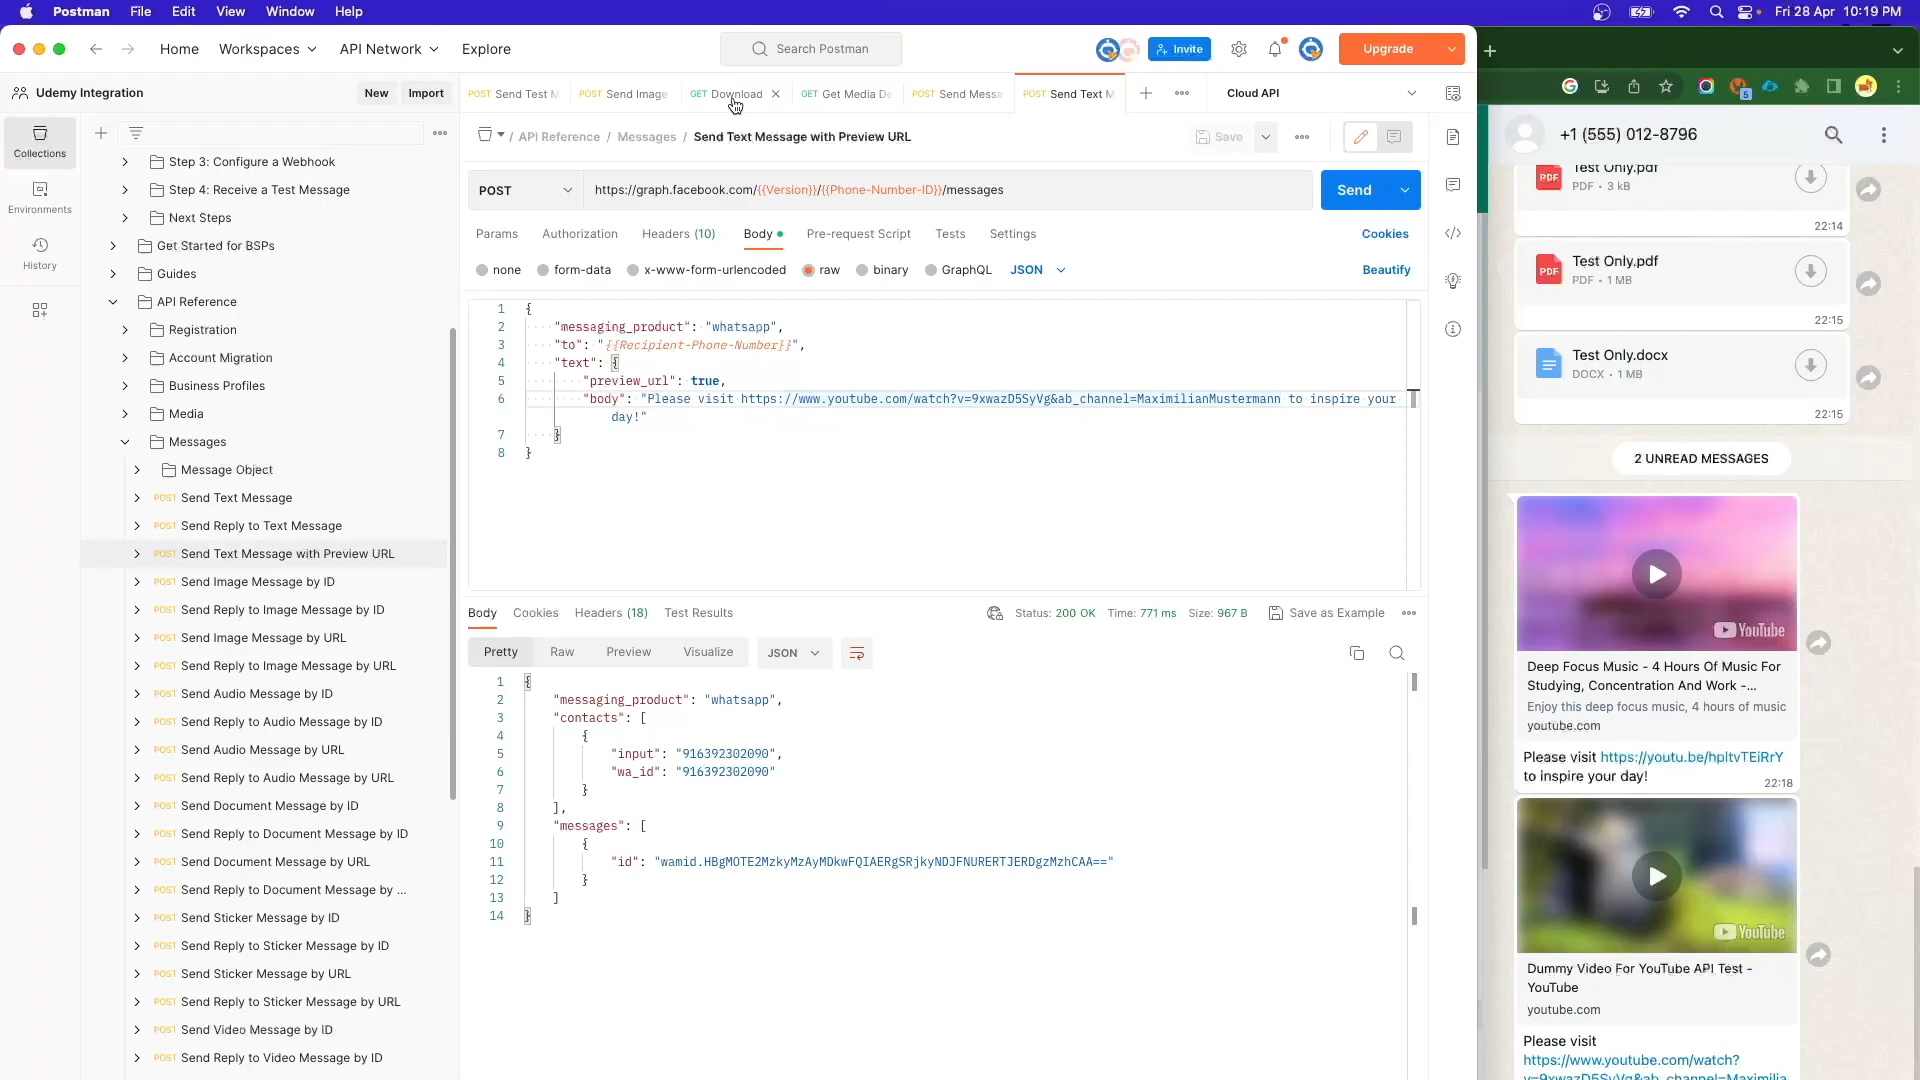 Postman File Edit View Window Help Fri 28 Apr 10:19 PM
Home Workspaces API Network Explore Search Postman Invite Upgrade
Udemy Integration New Import
POST Send Test M POST Send Image GET Download GET Get Media De POST Send Messa POST Send Text M Cloud API
Collections
Environments
History
Step 3: Configure a Webhook
Step 4: Receive a Test Message
Next Steps
Get Started for BSPs
Guides
API Reference
Registration
Account Migration
Business Profiles
Media
Messages
Message Object
POST Send Text Message
POST Send Reply to Text Message
POST Send Text Message with Preview URL
POST Send Image Message by ID
POST Send Reply to Image Message by ID
POST Send Image Message by URL
POST Send Reply to Image Message by URL
POST Send Audio Message by ID
POST Send Reply to Audio Message by ID
POST Send Audio Message by URL
POST Send Reply to Audio Message by URL
POST Send Document Message by ID
POST Send Reply to Document Message by ID
POST Send Document Message by URL
POST Send Reply to Document Message by ...
POST Send Sticker Message by ID
POST Send Reply to Sticker Message by ID
POST Send Sticker Message by URL
POST Send Reply to Sticker Message by URL
POST Send Video Message by ID
POST Send Reply to Video Message by ID
/ API Reference / Messages / Send Text Message with Preview URL Save
POST https://graph.facebook.com/{{Version}}/{{Phone-Number-ID}}/messages Send
Params Authorization Headers (10) Body Pre-request Script Tests Settings Cookies
none form-data x-www-form-urlencoded raw binary GraphQL JSON Beautify
1 {
2 "messaging_product": "whatsapp",
3 "to": "{{Recipient-Phone-Number}}",
4 "text": {
5 "preview_url": true,
6 "body": "Please visit https://www.youtube.com/watch?v=9xwazD5SyVg&ab_channel=MaximilianMustermann to inspire your
day!"
7 }
8 }
Body Cookies Headers (18) Test Results Status: 200 OK Time: 771 ms Size: 967 B Save as Example
Pretty Raw Preview Visualize JSON
1 {
2 "messaging_product": "whatsapp",
3 "contacts": [
4 {
5 "input": "916392302090",
6 "wa_id": "916392302090"
7 }
8 ],
9 "messages": [
10 {
11 "id": "wamid.HBgMOTE2MzkyMzAyMDkwFQIAERgSRjkyNDJFNURERTJERDgzMzhCAA=="
12 }
13 ]
14 }
5
+1 (555) 012-8796
Test Only.pdf
PDF • 3 kB
22:14
Test Only.pdf
PDF • 1 MB
22:15
Test Only.docx
DOCX • 1 MB
22:15
2 UNREAD MESSAGES
YouTube
Deep Focus Music - 4 Hours Of Music For
Studying, Concentration And Work -...
Enjoy this deep focus music, 4 hours of music
youtube.com
Please visit https://youtu.be/hpItvTEiRrY
to inspire your day!
22:18
YouTube
Dummy Video For YouTube API Test -
YouTube
youtube.com
Please visit
https://www.youtube.com/watch?
v=9xwazD5SyVg&ab_channel=Maximilia